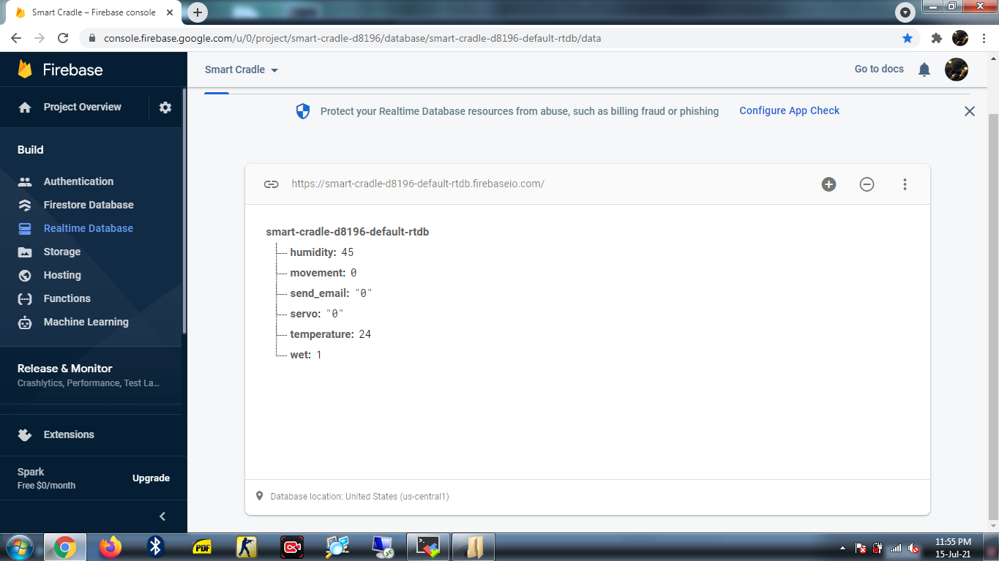 Smart Cradle – Firebase console
console.firebase.google.com/u/0/project/smart-cradle-d8196/database/smart-cradle-d8196-default-rtdb/data
Firebase
Smart Cradle
Go to docs
Project Overview
Protect your Realtime Database resources from abuse, such as billing fraud or phishing
Configure App Check
Build
Authentication
Firestore Database
Realtime Database
Storage
Hosting
Functions
Machine Learning
Release & Monitor
Crashlytics, Performance, Test La...
Extensions
Spark
Free $0/month
Upgrade
https://smart-cradle-d8196-default-rtdb.firebaseio.com/
smart-cradle-d8196-default-rtdb
humidity: 45
movement: 0
send_email: "0"
servo: "0"
temperature: 24
wet: 1
Database location: United States (us-central1)
PDF
11:55 PM
15-Jul-21